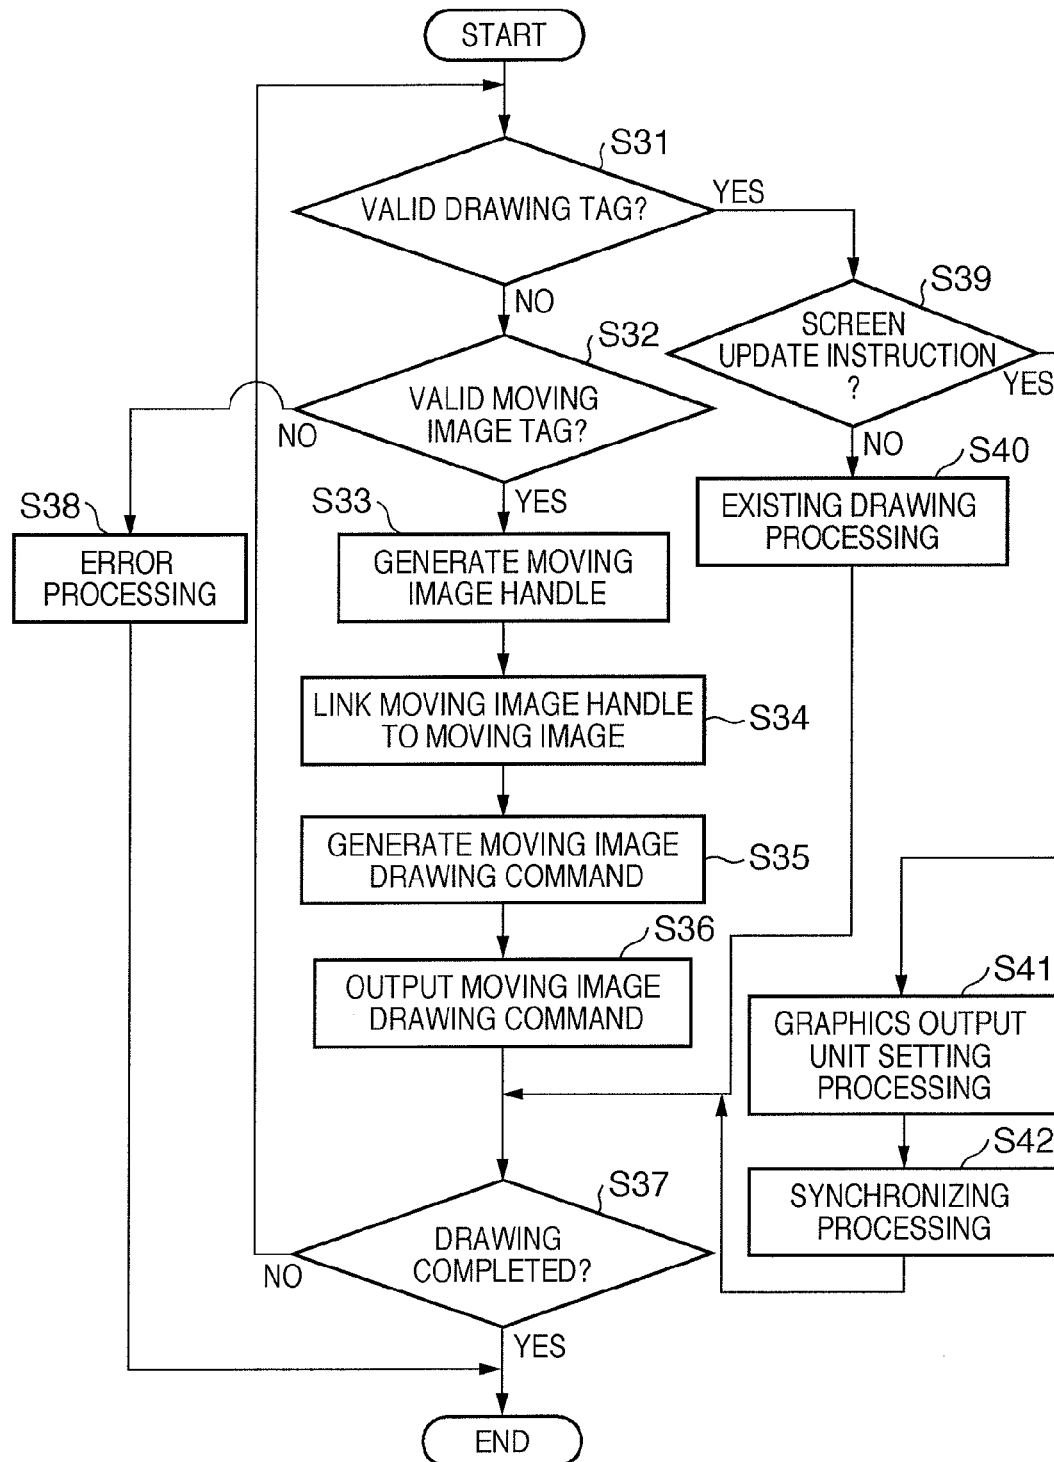 START
S31
VALID DRAWING TAG?
YES
NO
S39
SCREEN
UPDATE INSTRUCTION
?
YES
NO
S32
VALID MOVING
IMAGE TAG?
NO
YES
S40
EXISTING DRAWING
PROCESSING
S38
ERROR
PROCESSING
S33
GENERATE MOVING
IMAGE HANDLE
LINK MOVING IMAGE HANDLE
TO MOVING IMAGE
S34
GENERATE MOVING IMAGE
DRAWING COMMAND
S35
S36
OUTPUT MOVING IMAGE
DRAWING COMMAND
S41
GRAPHICS OUTPUT
UNIT SETTING
PROCESSING
S42
SYNCHRONIZING
PROCESSING
S37
DRAWING
COMPLETED?
NO
YES
END